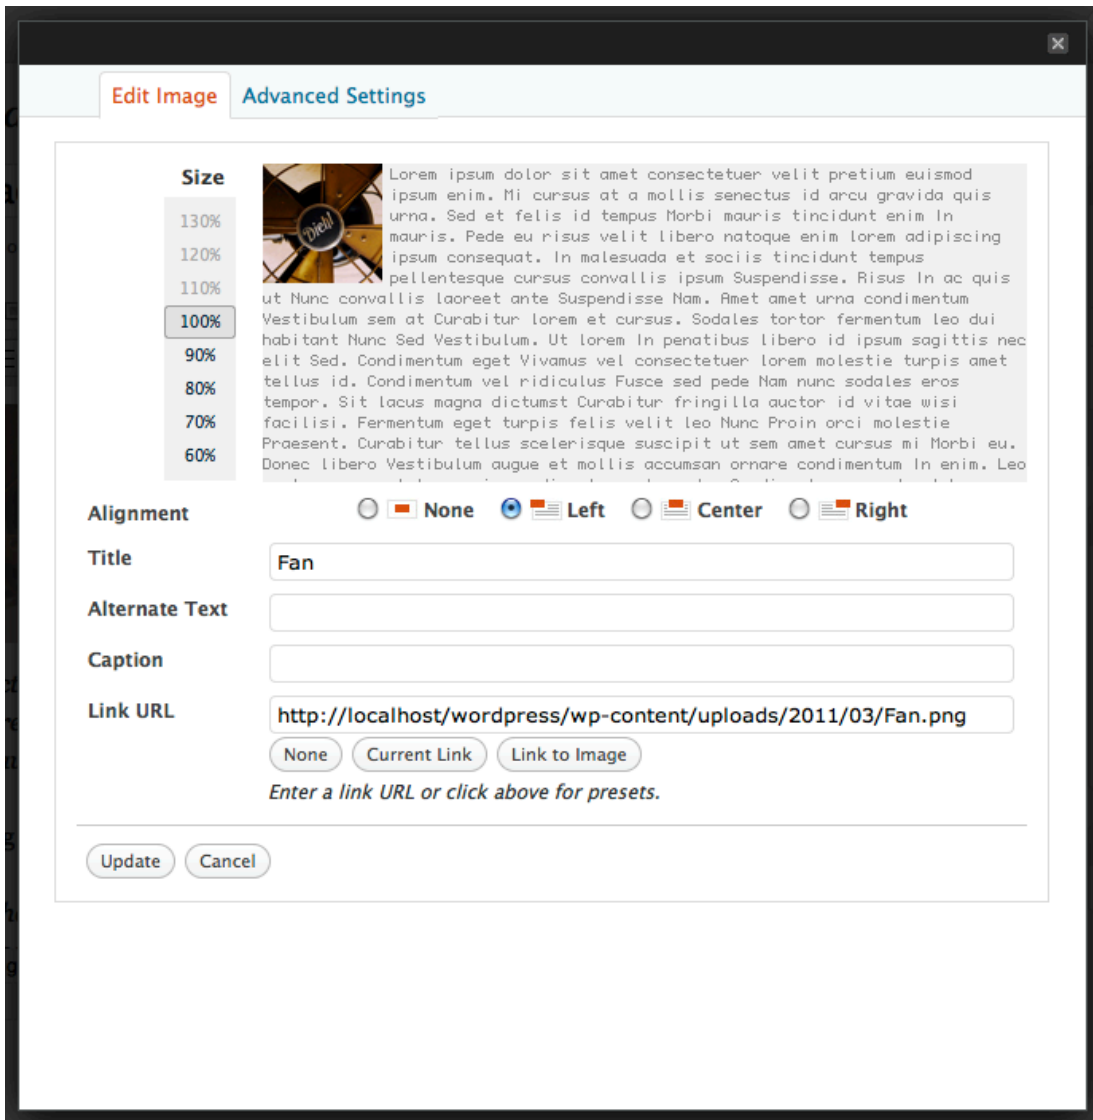 Edit Image Advanced Settings
Size
130%
120%
110%
100%
90%
80%
70%
60%
Diehl
Lorem ipsum dolor sit amet consectetuer velit pretium euismod
ipsum enim. Mi cursus at a mollis senectus id arcu gravida quis
urna. Sed et felis id tempus Morbi mauris tincidunt enim In
mauris. Pede eu risus velit libero natoque enim lorem adipiscing
ipsum consequat. In malesuada et sociis tincidunt tempus
pellentesque cursus convallis ipsum Suspendisse. Risus In ac quis
ut Nunc convallis laoreet ante Suspendisse Nam. Amet amet urna condimentum
Vestibulum sem at Curabitur lorem et cursus. Sodales tortor fermentum leo dui
habitant Nunc Sed Vestibulum. Ut lorem In penatibus libero id ipsum sagittis nec
elit Sed. Condimentum eget Vivamus vel consectetuer lorem molestie turpis amet
tellus id. Condimentum vel ridiculus Fusce sed pede Nam nunc sodales eros
tempor. Sit lacus magna dictumst Curabitur fringilla auctor id vitae wisi
facilisi. Fermentum eget turpis felis velit leo Nunc Proin orci molestie
Praesent. Curabitur tellus scelerisque suscipit ut sem amet cursus mi Morbi eu.
Donec libero Vestibulum augue et mollis accumsan ornare condimentum In enim. Leo
Alignment None Left Center Right
Title Fan
Alternate Text
Caption
Link URL http://localhost/wordpress/wp-content/uploads/2011/03/Fan.png
None Current Link Link to Image
Enter a link URL or click above for presets.
Update Cancel